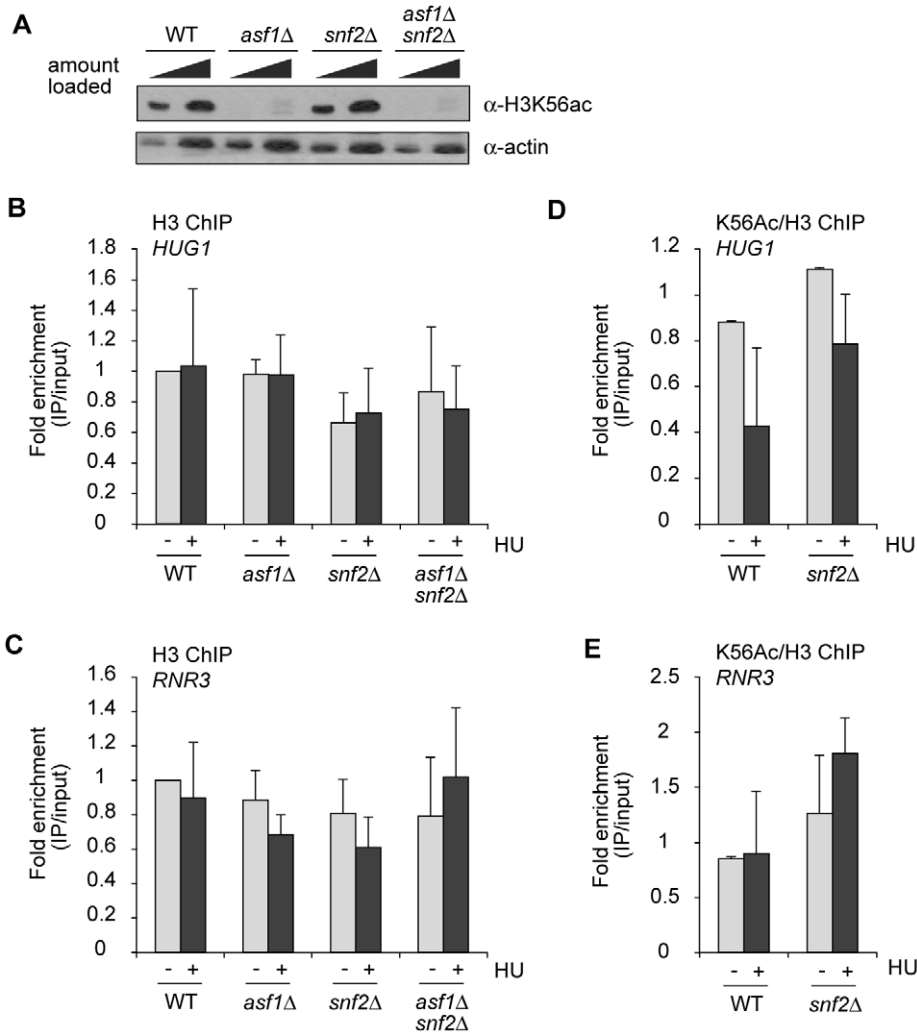 A
WT asf1Δ snf2Δ asf1Δ snf2Δ
amount loaded
α-H3K56ac
α-actin
B
H3 ChIP
HUG1
Fold enrichment
(IP/input)
1.8
1.6
1.4
1.2
1
0.8
0.6
0.4
0.2
0
- + - + - + - + HU
WT asf1Δ snf2Δ asf1Δ
snf2Δ
D
K56Ac/H3 ChIP
HUG1
Fold enrichment
(IP/input)
1.2
1
0.8
0.6
0.4
0.2
0
- + - + HU
WT snf2Δ
C
H3 ChIP
RNR3
Fold enrichment
(IP/input)
1.6
1.4
1.2
1
0.8
0.6
0.4
0.2
0
- + - + - + - + HU
WT asf1Δ snf2Δ asf1Δ
snf2Δ
E
K56Ac/H3 ChIP
RNR3
Fold enrichment
(IP/input)
2.5
2
1.5
1
0.5
0
- + - + HU
WT snf2Δ